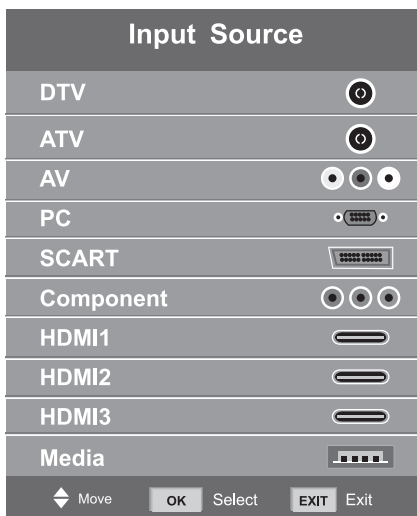 Input Source
DTV
ATV
AV
PC
SCART
Component
HDMI1
HDMI2
HDMI3
Media
Move OK Select EXIT Exit